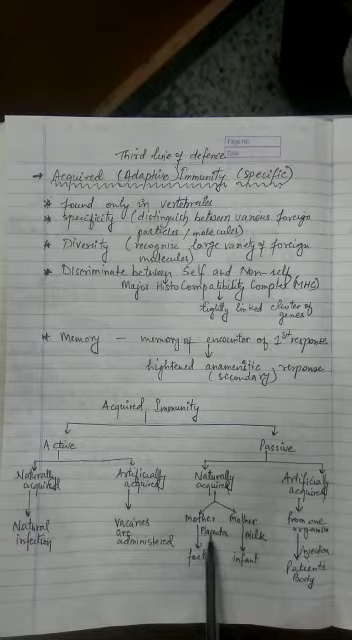 Page No.
Date
Third line of defence
→ Acquired (Adaptive) Immunity (Specific)
* found only in vertebrates
* Specificity (distinguish between various foreign
particles / molecules)
* Diversity (recognise large variety of foreign
molecules)
* Discriminate between Self and Non-self
Major HistoCompatibility Complex (MHC)
tightly linked cluster of
genes
* Memory – memory of encounter of 1st response
hightened anamenstic response
(secondary)
Acquired Immunity
Active Passive
Naturally acquired Artificially acquired Naturally acquired Artificially acquired
Natural infection Vaccines are administered Mother Placenta Mother milk infant from one organism injection Patients Body